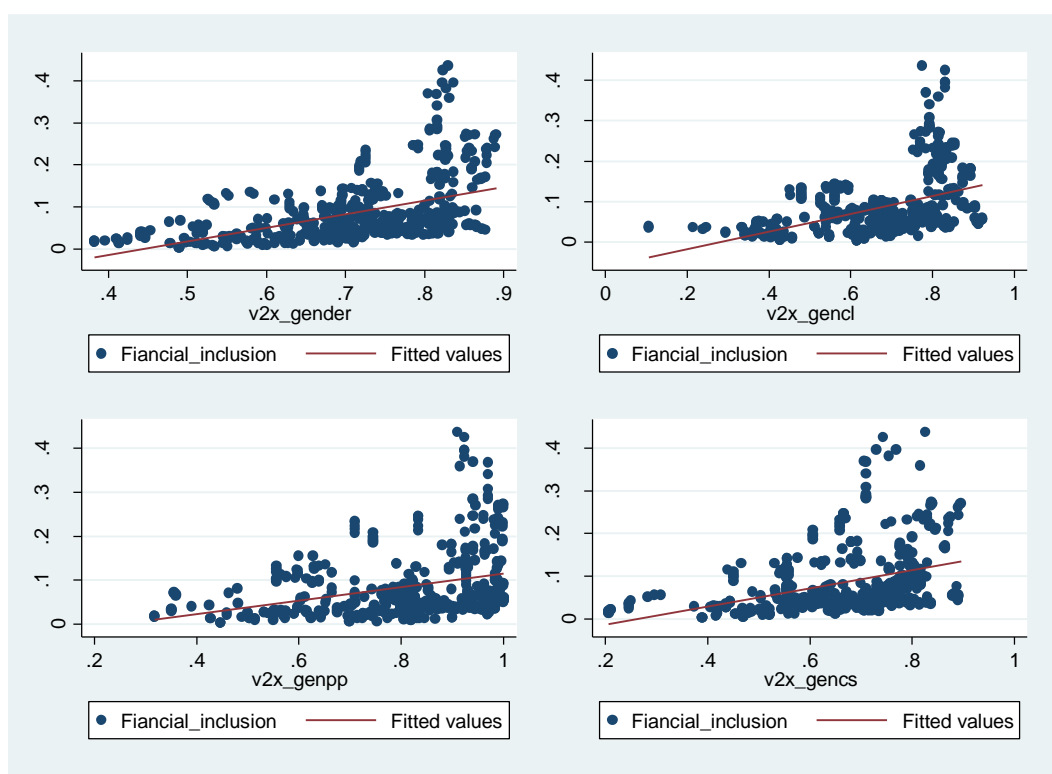 .4
.3
.2
.1
0
.4 .5 .6 .7 .8 .9
v2x_gender
Fiancial_inclusion Fitted values
.4
.3
.2
.1
0
0 .2 .4 .6 .8 1
v2x_gencl
Fiancial_inclusion Fitted values
.4
.3
.2
.1
0
.2 .4 .6 .8 1
v2x_genpp
Fiancial_inclusion Fitted values
.4
.3
.2
.1
0
.2 .4 .6 .8 1
v2x_gencs
Fiancial_inclusion Fitted values